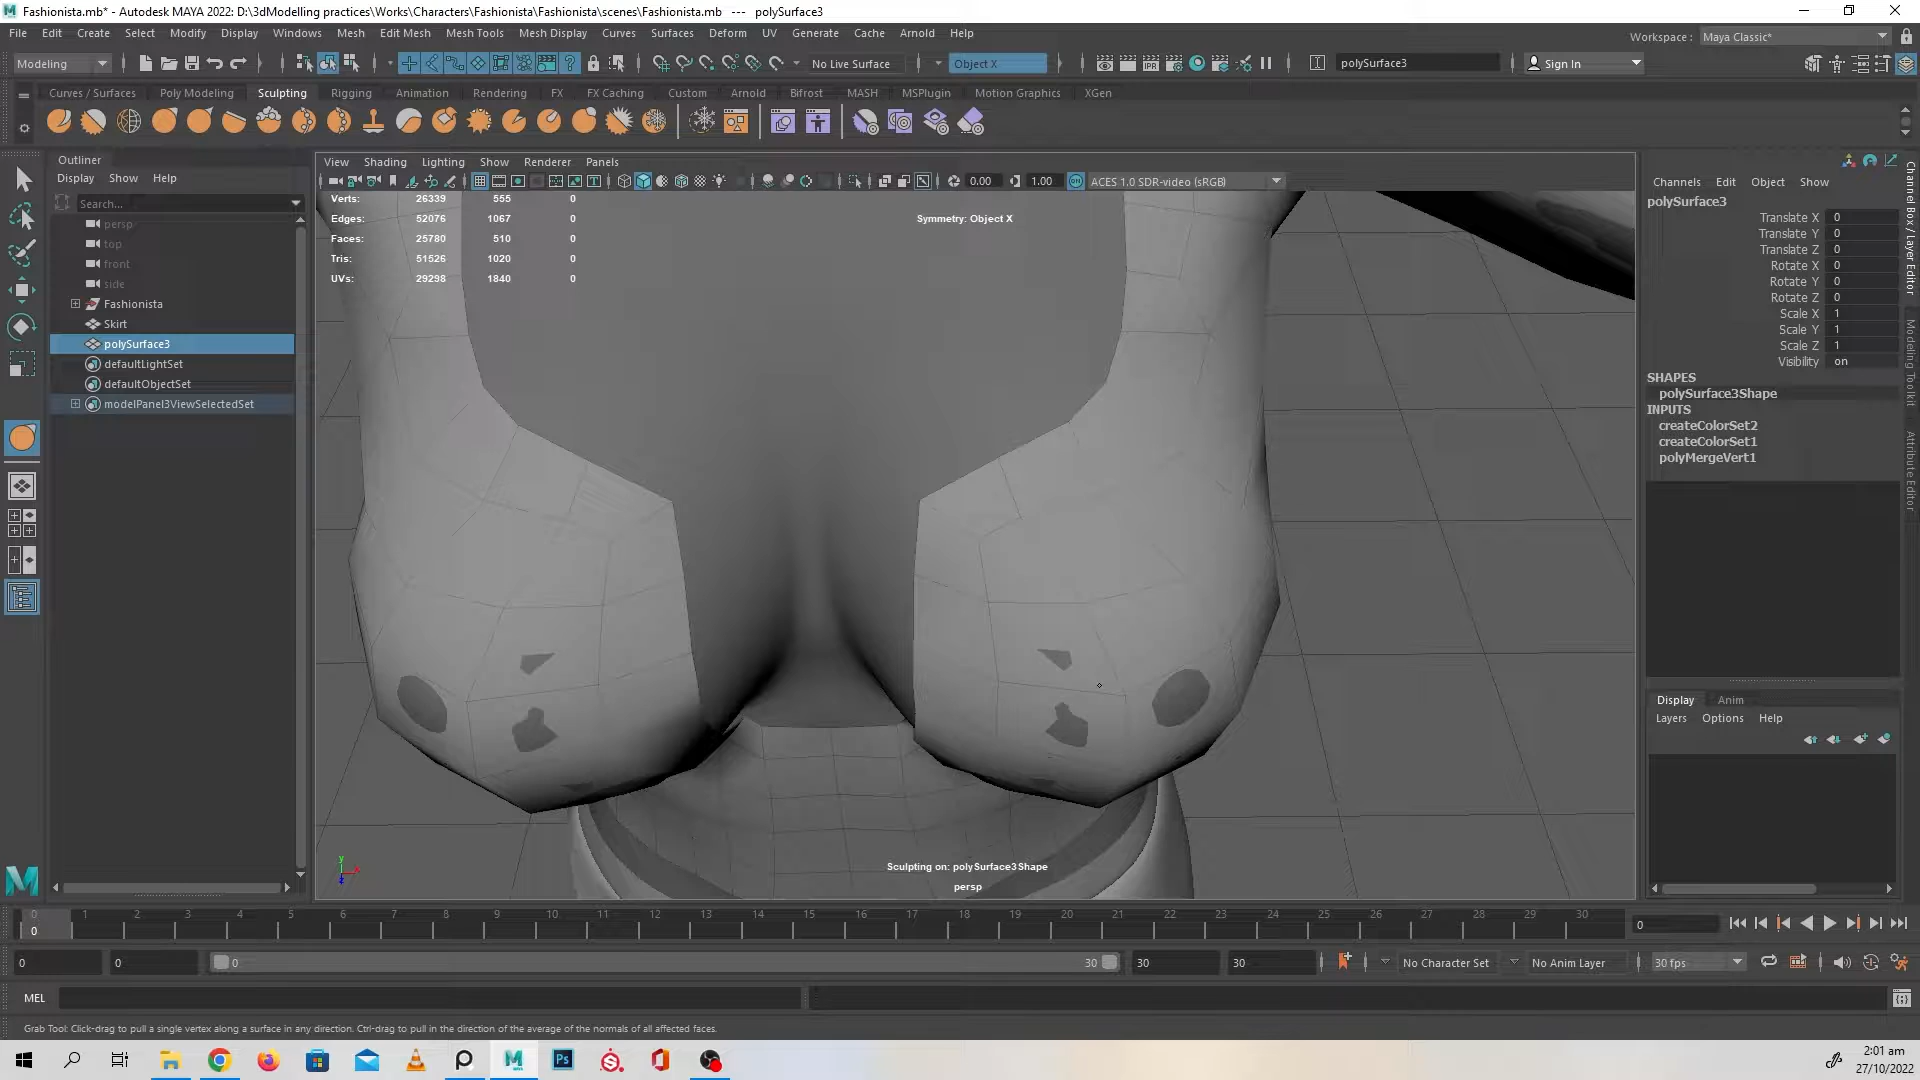 Fashionista.mb* - Autodesk MAYA 2022: D:\3dModelling practices\Works\Characters\Fashionista\Fashionista\scenes\Fashionista.mb --- polySurface3
File Edit Create Select Modify Display Windows Mesh Edit Mesh Mesh Tools Mesh Display Curves Surfaces Deform UV Generate Cache Arnold Help
Workspace : Maya Classic*
Modeling No Live Surface Object X polySurface3 Sign In
Curves / Surfaces Poly Modeling Sculpting Rigging Animation Rendering FX FX Caching Custom Arnold Bifrost MASH MSPlugin Motion Graphics XGen
Outliner
Display Show Help
Search...
persp
top
front
side
Fashionista
Skirt
polySurface3
defaultLightSet
defaultObjectSet
modelPanel3ViewSelectedSet
View Shading Lighting Show Renderer Panels
0.00 1.00 ACES 1.0 SDR-video (sRGB)
Verts: 26339 555 0
Edges: 52076 1067 0
Faces: 25780 510 0
Tris: 51526 1020 0
UVs: 29298 1840 0
Symmetry: Object X
Sculpting on: polySurface3Shape
persp
y
x
z
Channels Edit Object Show
polySurface3
Translate X 0
Translate Y 0
Translate Z 0
Rotate X 0
Rotate Y 0
Rotate Z 0
Scale X 1
Scale Y 1
Scale Z 1
Visibility on
SHAPES
polySurface3Shape
INPUTS
createColorSet2
createColorSet1
polyMergeVert1
Channel Box / Layer Editor
Modeling Toolkit
Attribute Editor
Display Anim
Layers Options Help
0 1 2 3 4 5 6 7 8 9 10 11 12 13 14 15 16 17 18 19 20 21 22 23 24 25 26 27 28 29 30
0 0
0 0 0 30 30 30 No Character Set No Anim Layer 30 fps
MEL
Grab Tool: Click-drag to pull a single vertex along a surface in any direction. Ctrl-drag to pull in the direction of the average of the normals of all affected faces.
Ps
2:01 am
27/10/2022